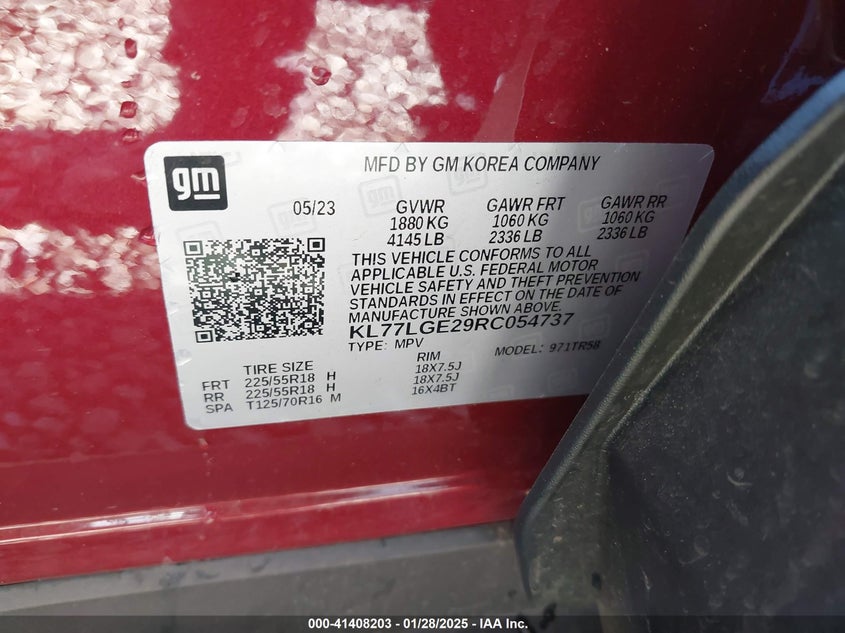 gm
MFD BY GM KOREA COMPANY
05/23 GVWR GAWR FRT GAWR RR
1880 KG 1060 KG 1060 KG
4145 LB 2336 LB 2336 LB
THIS VEHICLE CONFORMS TO ALL
APPLICABLE U.S. FEDERAL MOTOR
VEHICLE SAFETY AND THEFT PREVENTION
STANDARDS IN EFFECT ON THE DATE OF
MANUFACTURE SHOWN ABOVE.
KL77LGE29RC054737
TYPE: MPV MODEL: 971TR58
TIRE SIZE RIM
FRT 225/55R18 H 18X7.5J
RR 225/55R18 H 18X7.5J
SPA T125/70R16 M 16X4BT
000-41408203 - 01/28/2025 - IAA Inc.